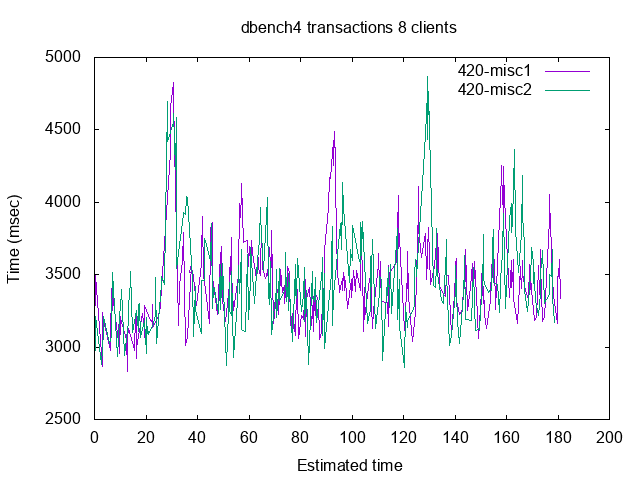 dbench4 transactions 8 clients
5000
4500
4000
3500
3000
2500
Time (msec)
420-misc1
420-misc2
0 20 40 60 80 100 120 140 160 180 200
Estimated time